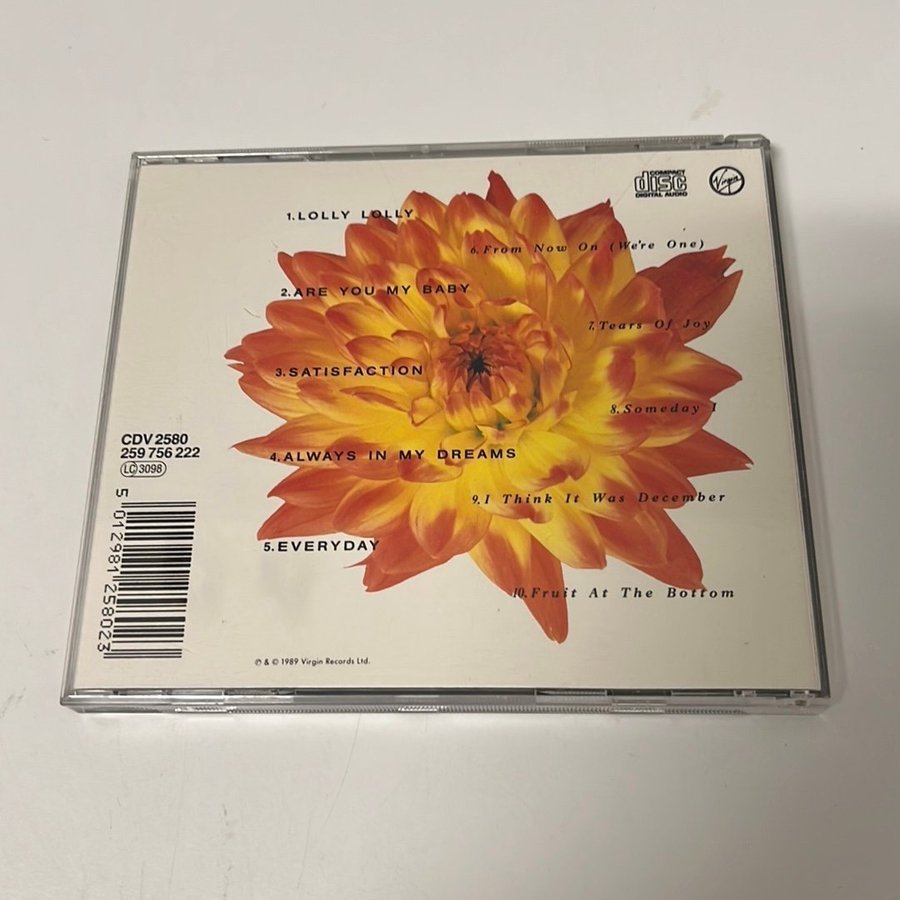 COMPACT
disc
DIGITAL AUDIO
Virgin
1. LOLLY LOLLY
2. ARE YOU MY BABY
3. SATISFACTION
4. ALWAYS IN MY DREAMS
5. EVERYDAY
6. From Now On (We're One)
7. Tears Of Joy
8. Someday I
9. I Think It Was December
10. Fruit At The Bottom
CDV 2580
259 756 222
LC 3098
5 012981 258023
℗ & © 1989 Virgin Records Ltd.